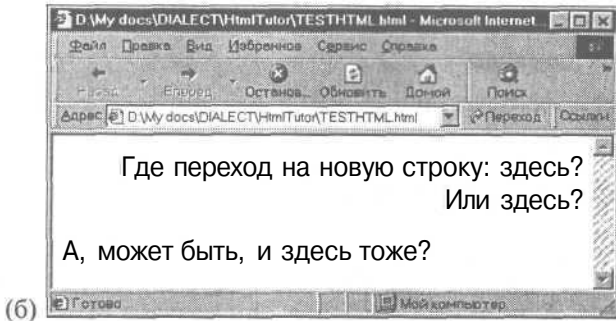 D:\My docs\DIALECT\HtmlTutor\TESTHTML.html - Microsoft Internet
Файл Правка Вид Избранное Сервис Справка
Назад Вперед Останов... Обновить Домой Поиск
Адрес D:\My docs\DIALECT\HtmlTutor\TESTHTML.html Переход Ссылки
Где переход на новую строку: здесь?
Или здесь?
А, может быть, и здесь тоже?
(б) Готово Мой компьютер